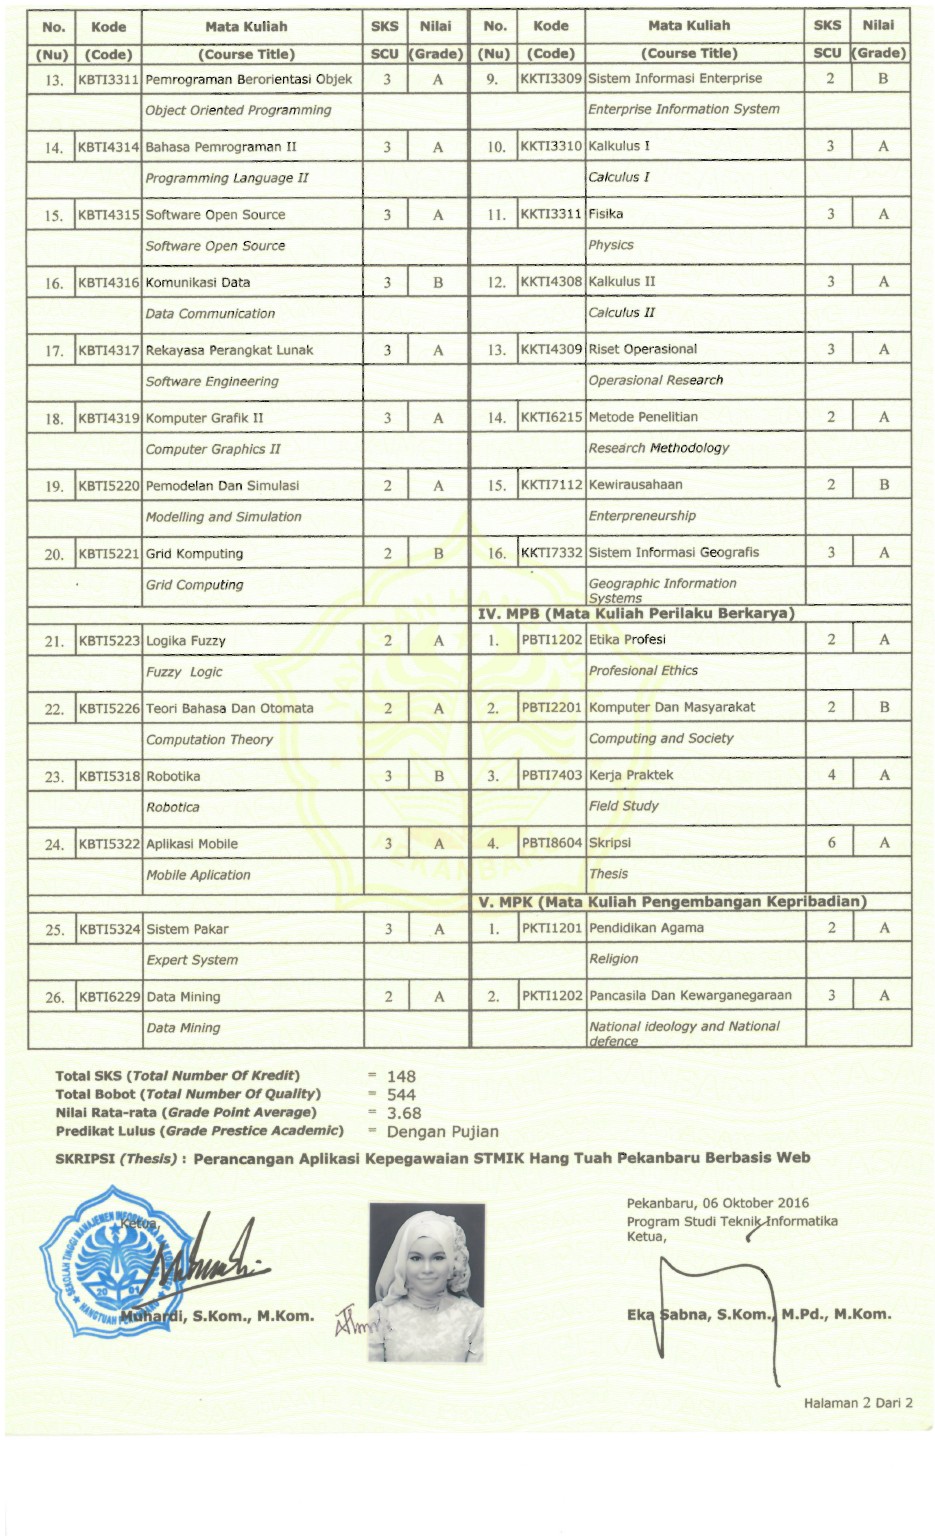 No. Kode Mata Kuliah SKS Nilai
(Nu) (Code) (Course Title) SCU (Grade)
13. KBTI3311 Pemrograman Berorientasi Objek 3 A
Object Oriented Programming
14. KBTI4314 Bahasa Pemrograman II 3 A
Programming Language II
15. KBTI4315 Software Open Source 3 A
Software Open Source
16. KBTI4316 Komunikasi Data 3 B
Data Communication
17. KBTI4317 Rekayasa Perangkat Lunak 3 A
Software Engineering
18. KBTI4319 Komputer Grafik II 3 A
Computer Graphics II
19. KBTI5220 Pemodelan Dan Simulasi 2 A
Modelling and Simulation
20. KBTI5221 Grid Komputing 2 B
Grid Computing
21. KBTI5223 Logika Fuzzy 2 A
Fuzzy Logic
22. KBTI5226 Teori Bahasa Dan Otomata 2 A
Computation Theory
23. KBTI5318 Robotika 3 B
Robotica
24. KBTI5322 Aplikasi Mobile 3 A
Mobile Aplication
25. KBTI5324 Sistem Pakar 3 A
Expert System
26. KBTI6229 Data Mining 2 A
Data Mining
No. Kode Mata Kuliah SKS Nilai
(Nu) (Code) (Course Title) SCU (Grade)
9. KKTI3309 Sistem Informasi Enterprise 2 B
Enterprise Information System
10. KKTI3310 Kalkulus I 3 A
Calculus I
11. KKTI3311 Fisika 3 A
Physics
12. KKTI4308 Kalkulus II 3 A
Calculus II
13. KKTI4309 Riset Operasional 3 A
Operasional Research
14. KKTI6215 Metode Penelitian 2 A
Research Methodology
15. KKTI7112 Kewirausahaan 2 B
Enterpreneurship
16. KKTI7332 Sistem Informasi Geografis 3 A
Geographic Information
Systems
IV. MPB (Mata Kuliah Perilaku Berkarya)
1. PBTI1202 Etika Profesi 2 A
Profesional Ethics
2. PBTI2201 Komputer Dan Masyarakat 2 B
Computing and Society
3. PBTI7403 Kerja Praktek 4 A
Field Study
4. PBTI8604 Skripsi 6 A
Thesis
V. MPK (Mata Kuliah Pengembangan Kepribadian)
1. PKTI1201 Pendidikan Agama 2 A
Religion
2. PKTI1202 Pancasila Dan Kewarganegaraan 3 A
National ideology and National
defence
Total SKS (Total Number Of Kredit) = 148
Total Bobot (Total Number Of Quality) = 544
Nilai Rata-rata (Grade Point Average) = 3.68
Predikat Lulus (Grade Prestice Academic) = Dengan Pujian
SKRIPSI (Thesis) : Perancangan Aplikasi Kepegawaian STMIK Hang Tuah Pekanbaru Berbasis Web
Ketua,
Muhardi, S.Kom., M.Kom.
Pekanbaru, 06 Oktober 2016
Program Studi Teknik Informatika
Ketua,
Eka Sabna, S.Kom., M.Pd., M.Kom.
Halaman 2 Dari 2